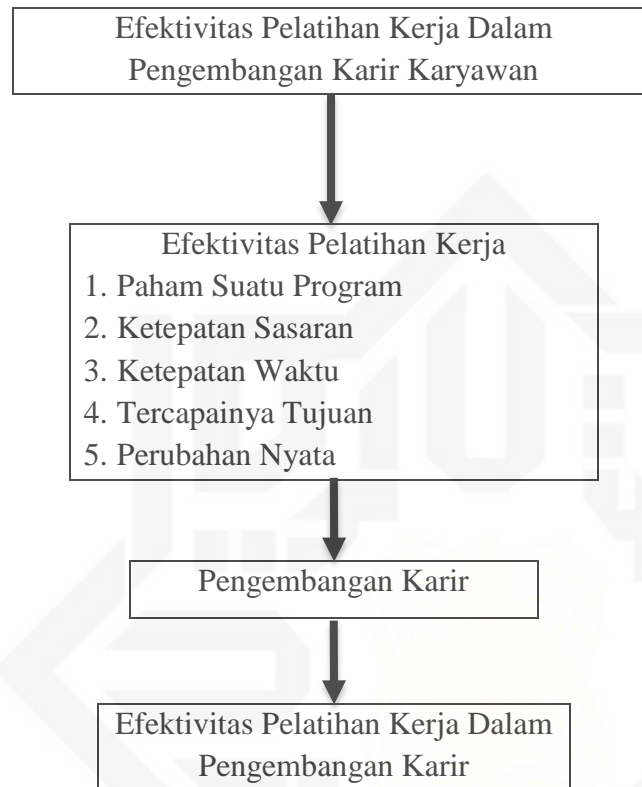 Efektivitas Pelatihan Kerja Dalam
Pengembangan Karir Karyawan
Efektivitas Pelatihan Kerja
1. Paham Suatu Program
2. Ketepatan Sasaran
3. Ketepatan Waktu
4. Tercapainya Tujuan
5. Perubahan Nyata
Pengembangan Karir
Efektivitas Pelatihan Kerja Dalam
Pengembangan Karir